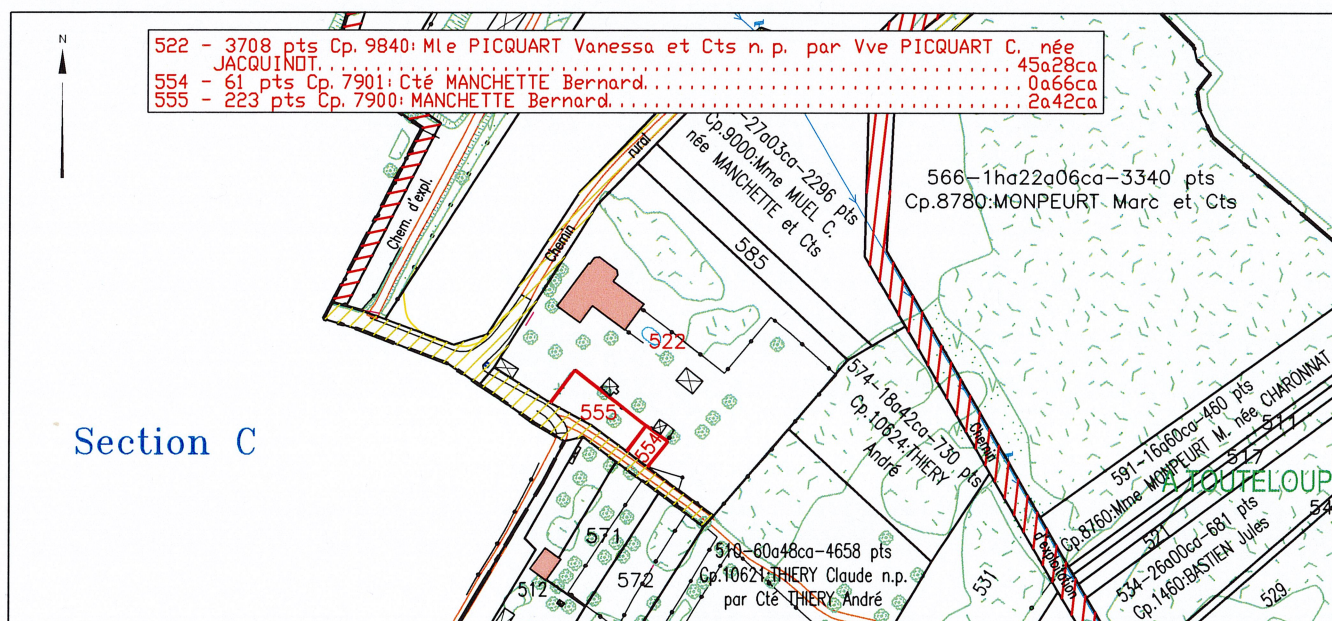 N
522 - 3708 pts Cp. 9840: Mle PICQUART Vanessa et Cts n.p. par Vve PICQUART C. née
JACQUINOT. . . . . . . . . . . . . . . . . . . . . . . . . . . . . . . . . . . . . . . . 45a28ca
554 - 61 pts Cp. 7901: Cté MANCHETTE Bernard. . . . . . . . . . . . . . . . . . . . . . 0a66ca
555 - 223 pts Cp. 7900: MANCHETTE Bernard. . . . . . . . . . . . . . . . . . . . . . . . 2a42ca
-27a03ca-2296 pts
Cp.9000:Mme MUEL C.
née MANCHETTE et Cts
rural
Chemin
Chem. d'expl.
566-1ha22a06ca-3340 pts
Cp.8780:MONPEURT Marc et Cts
585
522
555
554
574-18a42ca-730 pts
Cp.10624:THIERY
André
Chemin
d'exploitation
Section C
591-16a60ca-460 pts
Cp.8760:Mme MONPEURT M. née CHARONNAT
511
517
A TOUTELOUP
54
521
534-26a00ca-681 pts
Cp.1460:BASTIEN Jules
529
531
571
572
512
510-60a48ca-4658 pts
Cp.10621:THIERY Claude n.p.
par Cté THIERY André